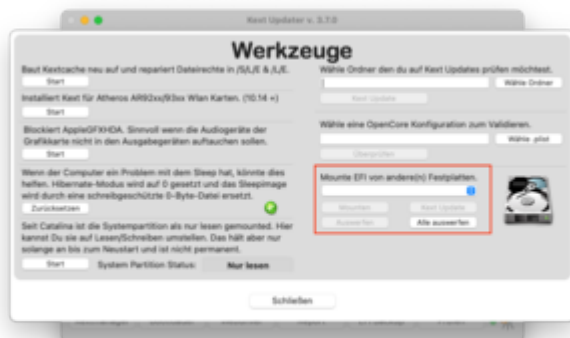 Kext Updater v. 3.7.0
Werkzeuge
Baut Kextcache neu auf und repariert Dateirechte in /S/L/E & /L/E.
Start
Installiert Kext für Atheros AR92xx/93xx Wlan Karten. (10.14 +)
Start
Blockiert AppleGFXHDA. Sinnvoll wenn die Audiogeräte der
Grafikkarte nicht in den Ausgabegeräten auftauchen sollen.
Start
Wenn der Computer ein Problem mit dem Sleep hat, könnte dies
helfen. Hibernate-Modus wird auf 0 gesetzt und das Sleepimage
wird durch eine schreibgeschützte 0-Byte-Datei ersetzt.
Zurücksetzen
Seit Catalina ist die Systempartition als nur lesen gemounted. Hier
kannst Du sie auf Lesen/Schreiben umstellen. Das hält aber nur
solange an bis zum Neustart und ist nicht permanent.
Start
System Partition Status:
Nur lesen
Wähle Ordner den du auf Kext Updates prüfen möchtest.
Wähle Ordner
Kext Update
Wähle eine OpenCore Konfiguration zum Validieren.
Wähle .plist
Überprüfen
Mounte EFI von andere(n) Festplatten.
Mounten
Kext Update
Auswerfen
Alle auswerfen
Schließen